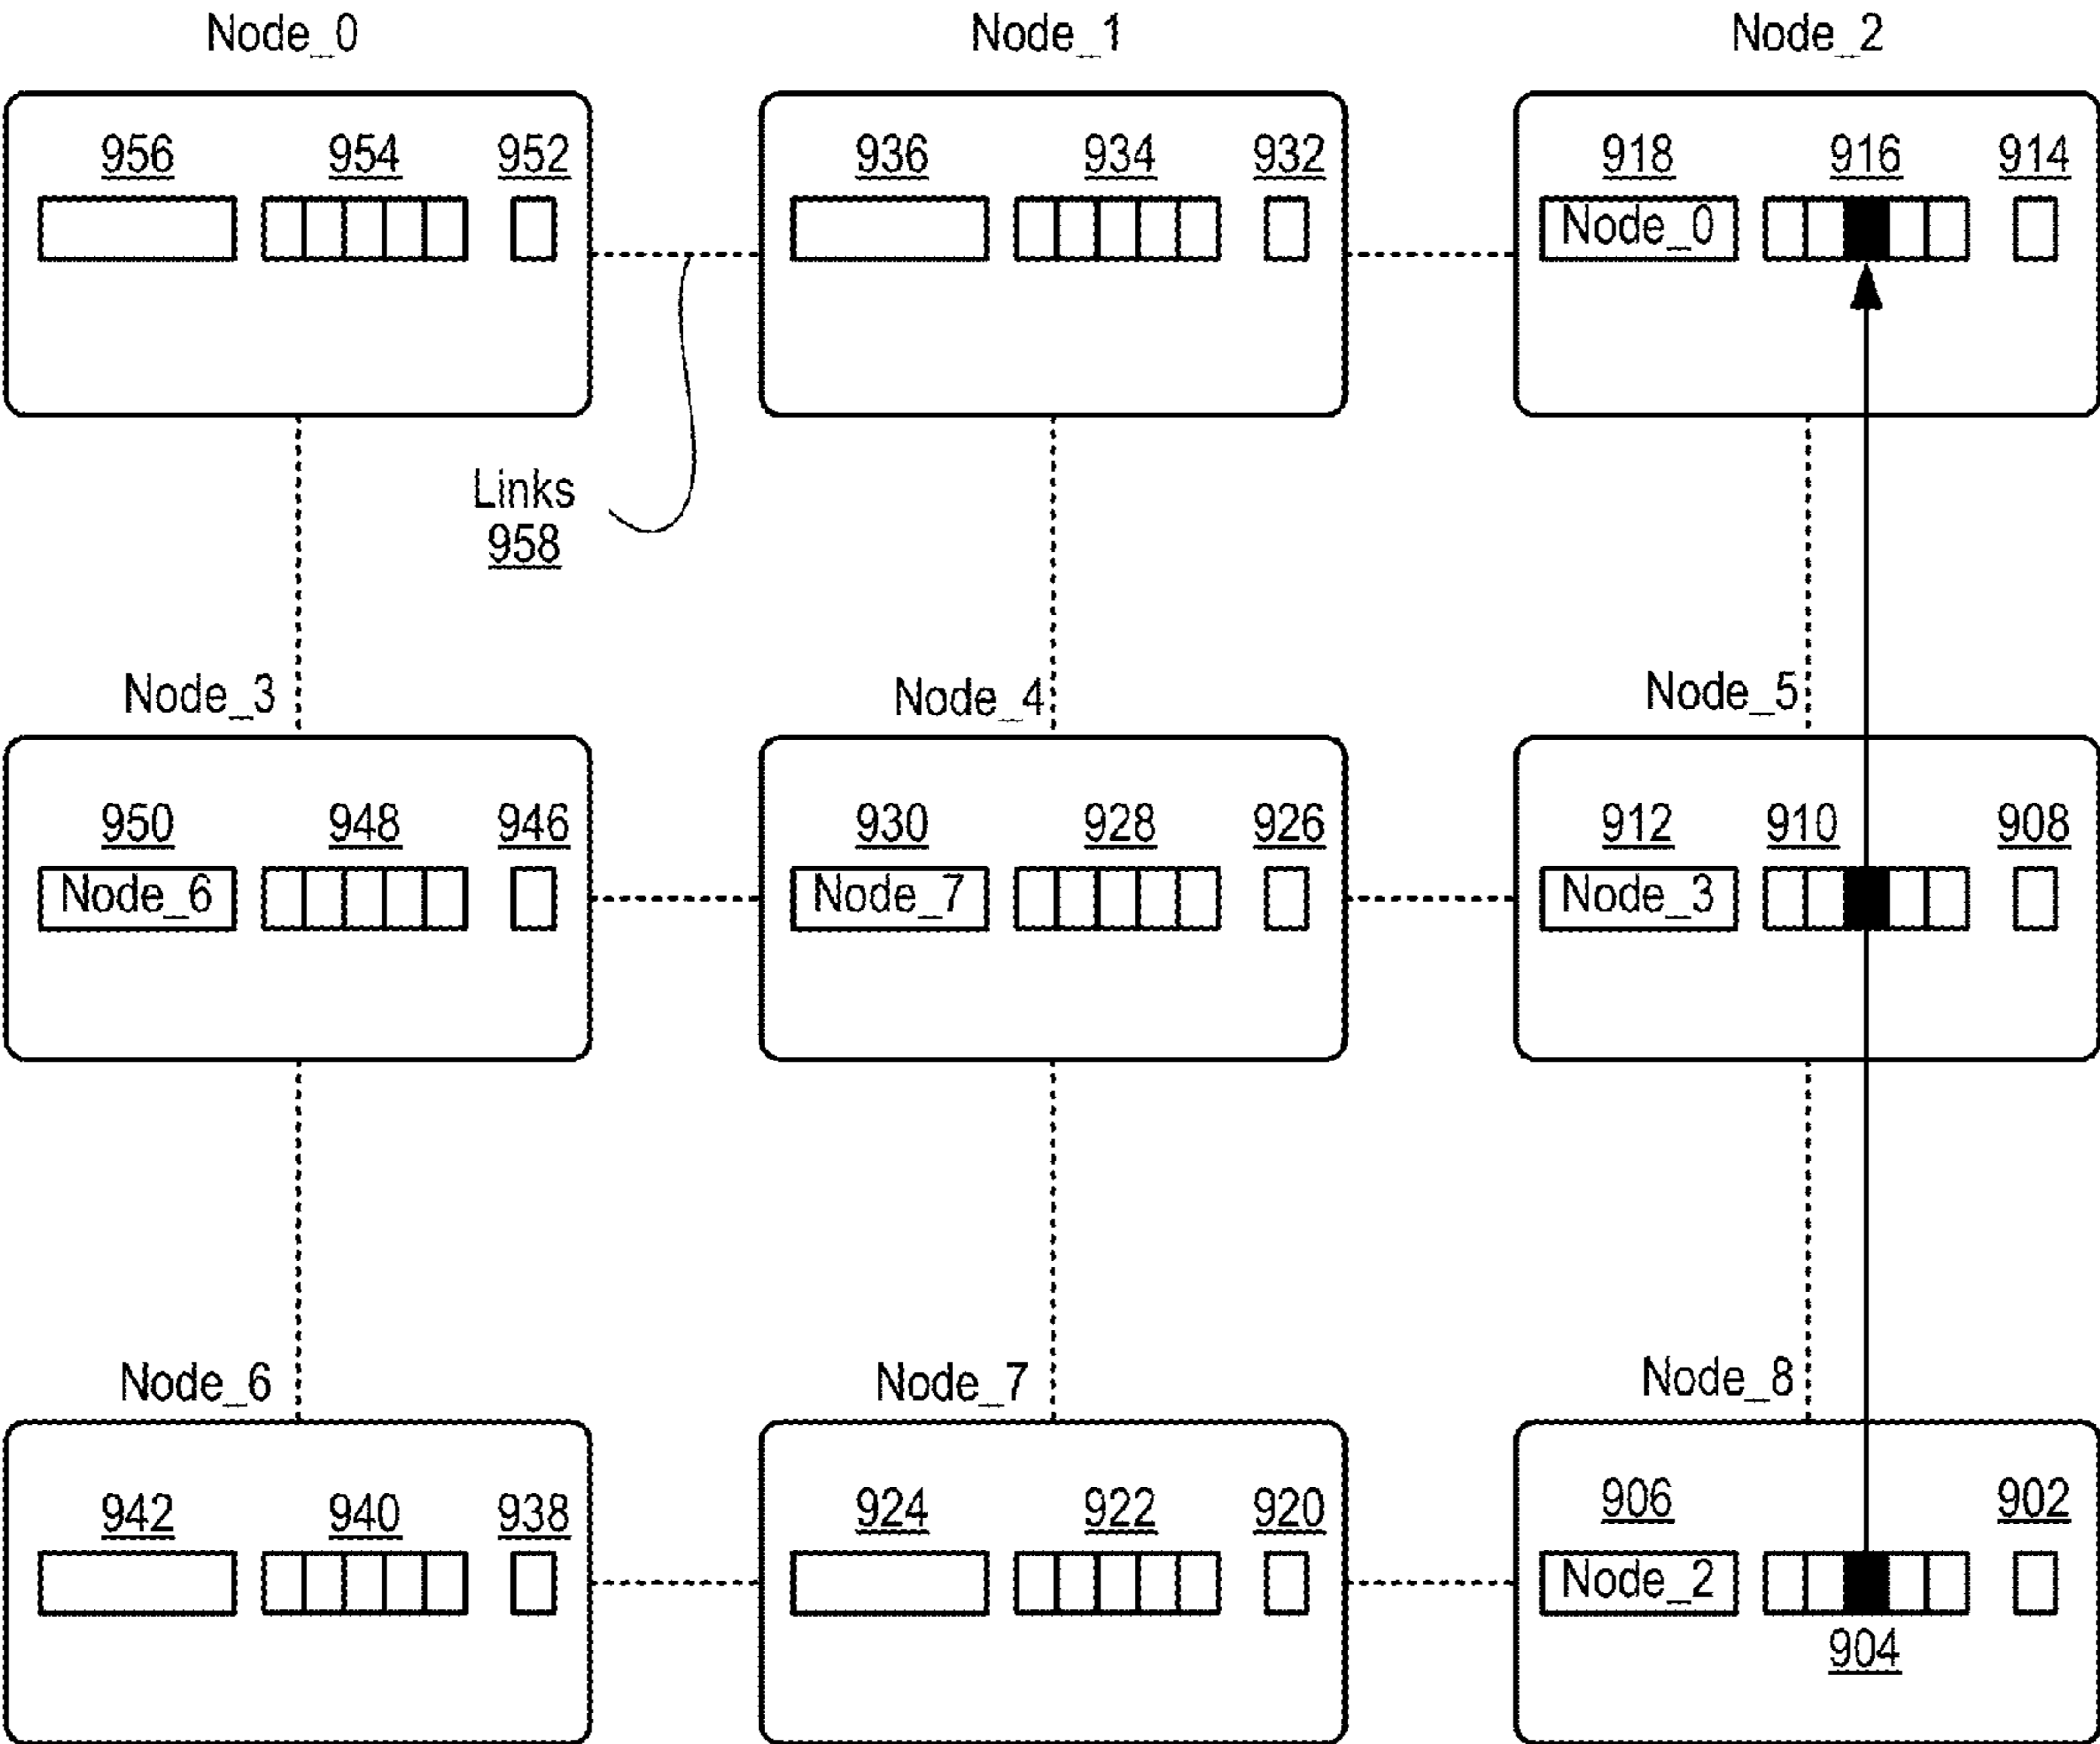 Node_0 Node_1 Node_2
956 954 952 936 934 932 918 916 914
Node_0
Links
958
Node_3 Node_4 Node_5
950 948 946 930 928 926 912 910 908
Node_6 Node_7 Node_3
Node_6 Node_7 Node_8
942 940 938 924 922 920 906 902
Node_2
904